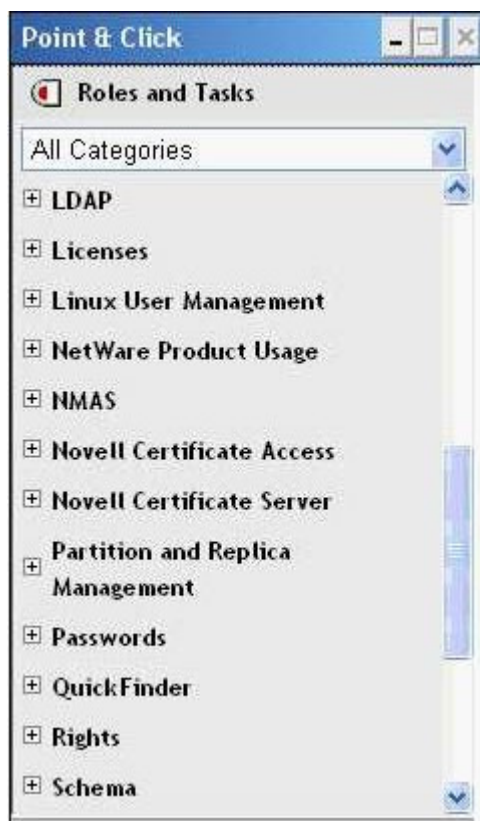 Point & Click
Roles and Tasks
All Categories
LDAP
Licenses
Linux User Management
NetWare Product Usage
NMAS
Novell Certificate Access
Novell Certificate Server
Partition and Replica
Management
Passwords
QuickFinder
Rights
Schema